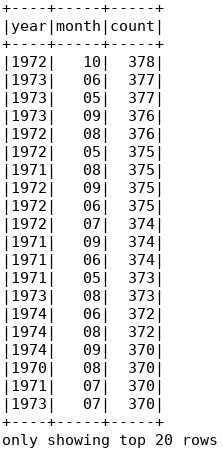 +----+-----+-----+
|year|month|count|
+----+-----+-----+
|1972|   10|  378|
|1973|   06|  377|
|1973|   05|  377|
|1973|   09|  376|
|1972|   08|  376|
|1972|   05|  375|
|1971|   08|  375|
|1972|   09|  375|
|1972|   06|  375|
|1972|   07|  374|
|1971|   09|  374|
|1971|   06|  374|
|1971|   05|  373|
|1973|   08|  373|
|1974|   06|  372|
|1974|   08|  372|
|1974|   09|  370|
|1970|   08|  370|
|1971|   07|  370|
|1973|   07|  370|
+----+-----+-----+
only showing top 20 rows